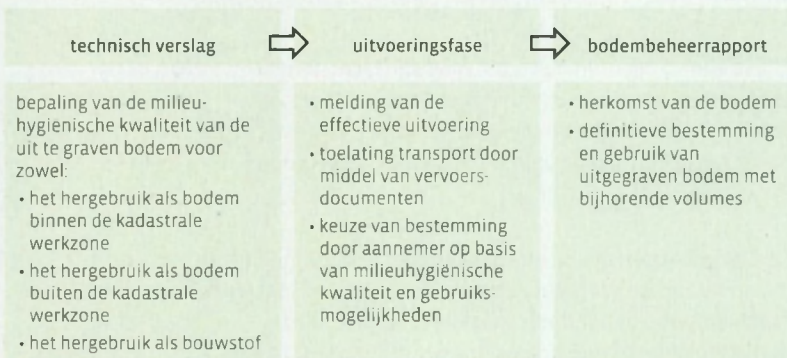 technisch verslag
uitvoeringsfase
bodembeheerrapport
bepaling van de milieu-
hygiënische kwaliteit van de
uit te graven bodem voor
zowel:
• het hergebruik als bodem
binnen de kadastrale
werkzone
• het hergebruik als bodem
buiten de kadastrale
werkzone
• het hergebruik als bouwstof
• melding van de
effectieve uitvoering
• toelating transport door
middel van vervoers-
documenten
• keuze van bestemming
door aannemer op basis
van milieuhygiënische
kwaliteit en gebruiks-
mogelijkheden
• herkomst van de bodem
• definitieve bestemming
en gebruik van
uitgegraven bodem met
bijhorende volumes